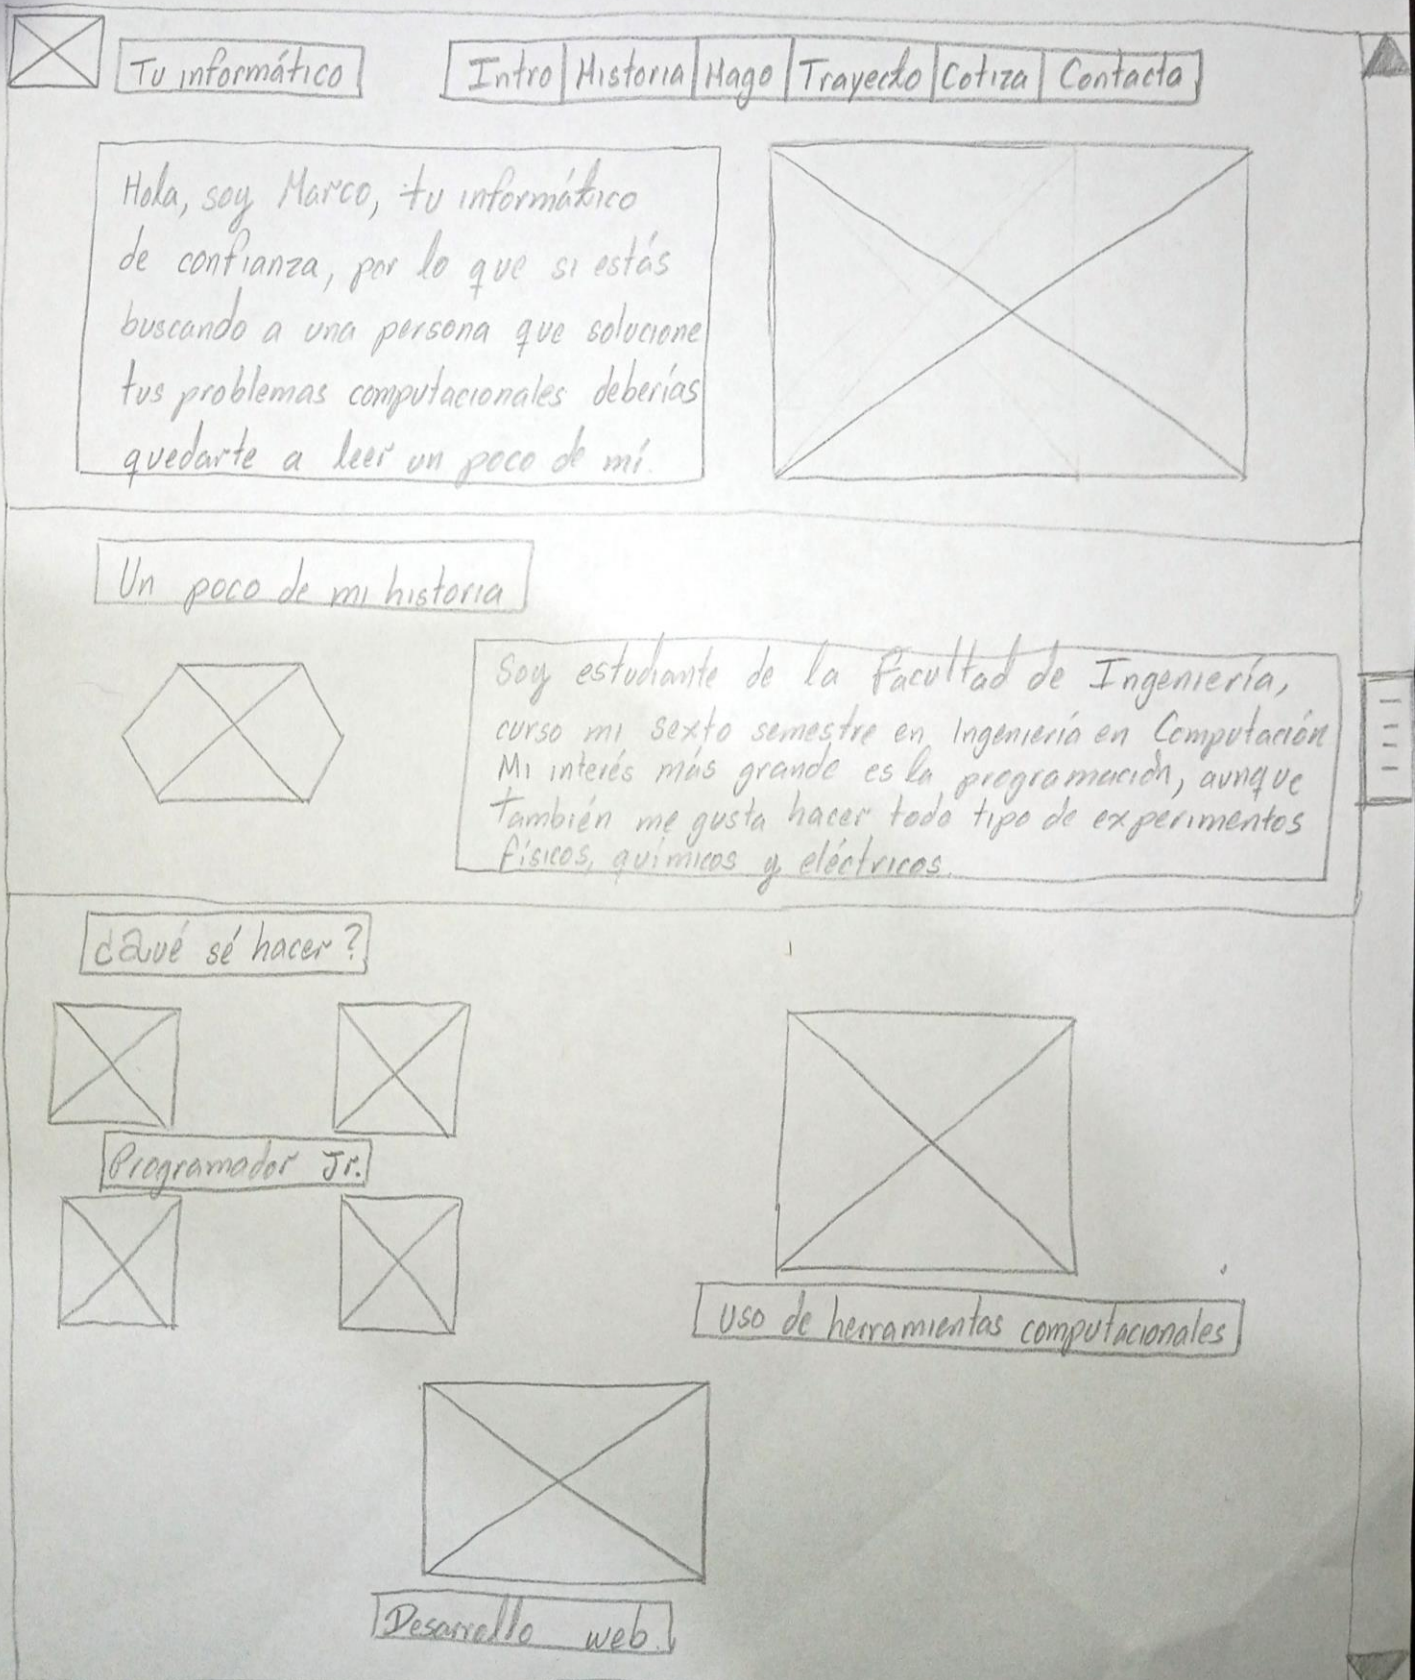 Tu informático
Intro Historia Hago Trayecto Cotiza Contacta
Hola, soy Marco, tu informático
de confianza, por lo que si estás
buscando a una persona que solucione
tus problemas computacionales deberías
quedarte a leer un poco de mí.
Un poco de mi historia
Soy estudiante de la Facultad de Ingeniería,
curso mi sexto semestre en Ingeniería en Computación
Mi interés más grande es la programación, aunque
también me gusta hacer todo tipo de experimentos
físicos, químicos y eléctricos.
¿Qué sé hacer?
Programador Jr.
uso de herramientas computacionales
Desarrollo web.